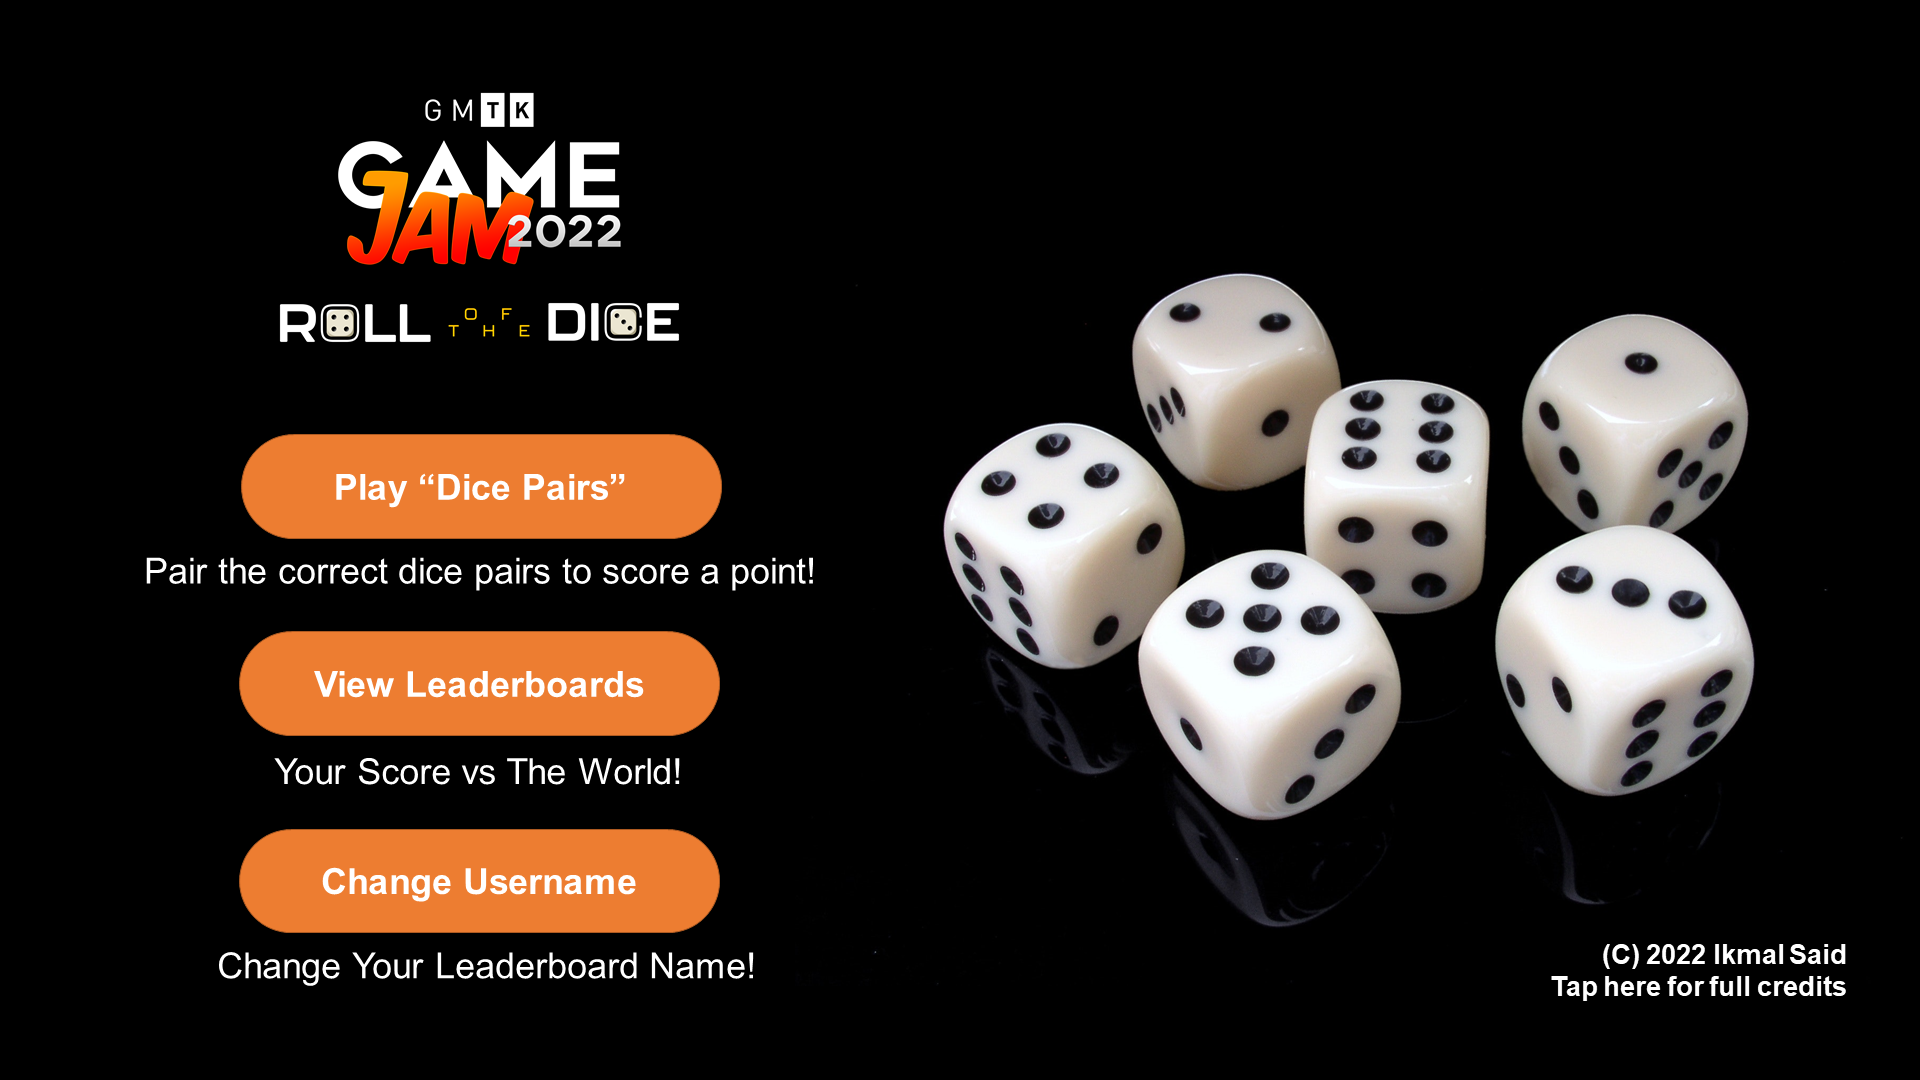 GMTK
GAME
JAM 2022
ROLL OF THE DICE
Play “Dice Pairs”
Pair the correct dice pairs to score a point!
View Leaderboards
Your Score vs The World!
Change Username
Change Your Leaderboard Name!
(C) 2022 Ikmal Said
Tap here for full credits